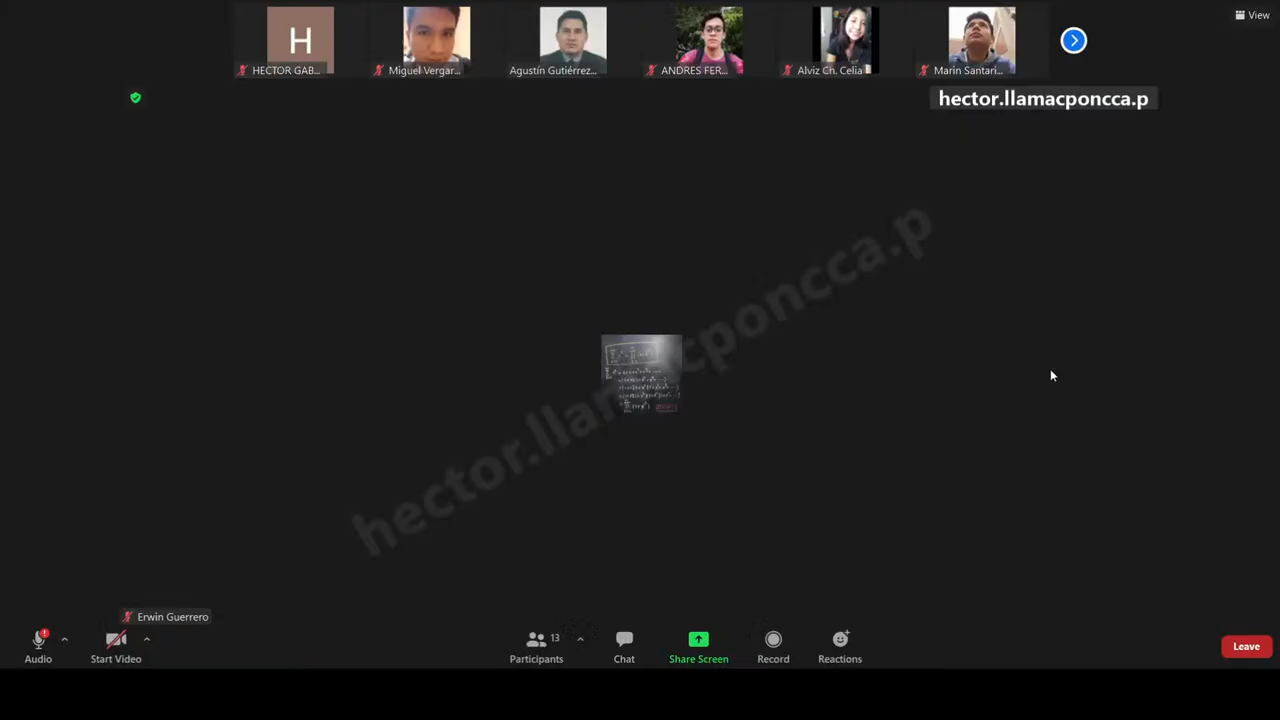 View
H
HECTOR GAB...
Miguel Vergar...
Agustín Gutiérrez...
ANDRES FER...
Alviz Ch. Celia
Marin Santari...
hector.llamacponcca.p
hector.llamacponcca.p
Erwin Guerrero
Audio
Start Video
13
Participants
Chat
Share Screen
Record
Reactions
Leave